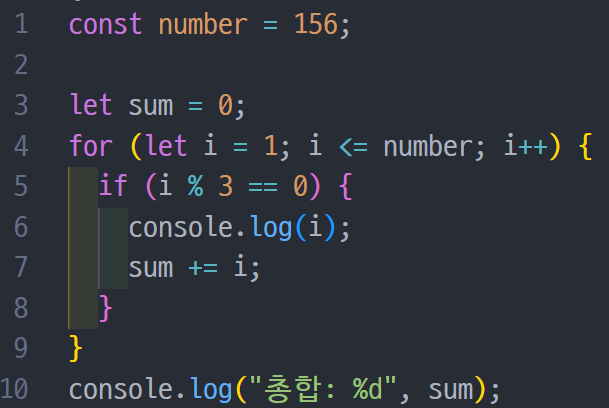 1 const number = 156;
2
3 let sum = 0;
4 for (let i = 1; i <= number; i++) {
5 if (i % 3 == 0) {
6 console.log(i);
7 sum += i;
8 }
9 }
10 console.log("총합: %d", sum);